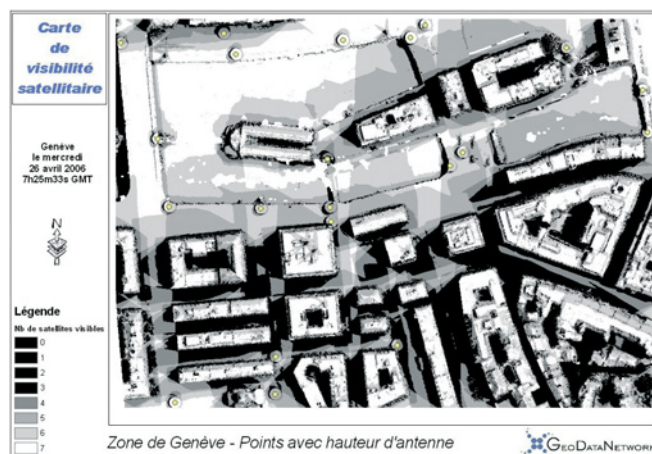 Carte
de
visibilité
satellitaire
Genève
le mercredi
26 avril 2006
7h25m33s GMT
N
Légende
Nb de satellites visibles
0
1
2
3
4
5
6
7
Zone de Genève - Points avec hauteur d'antenne
GEODATANETWORK